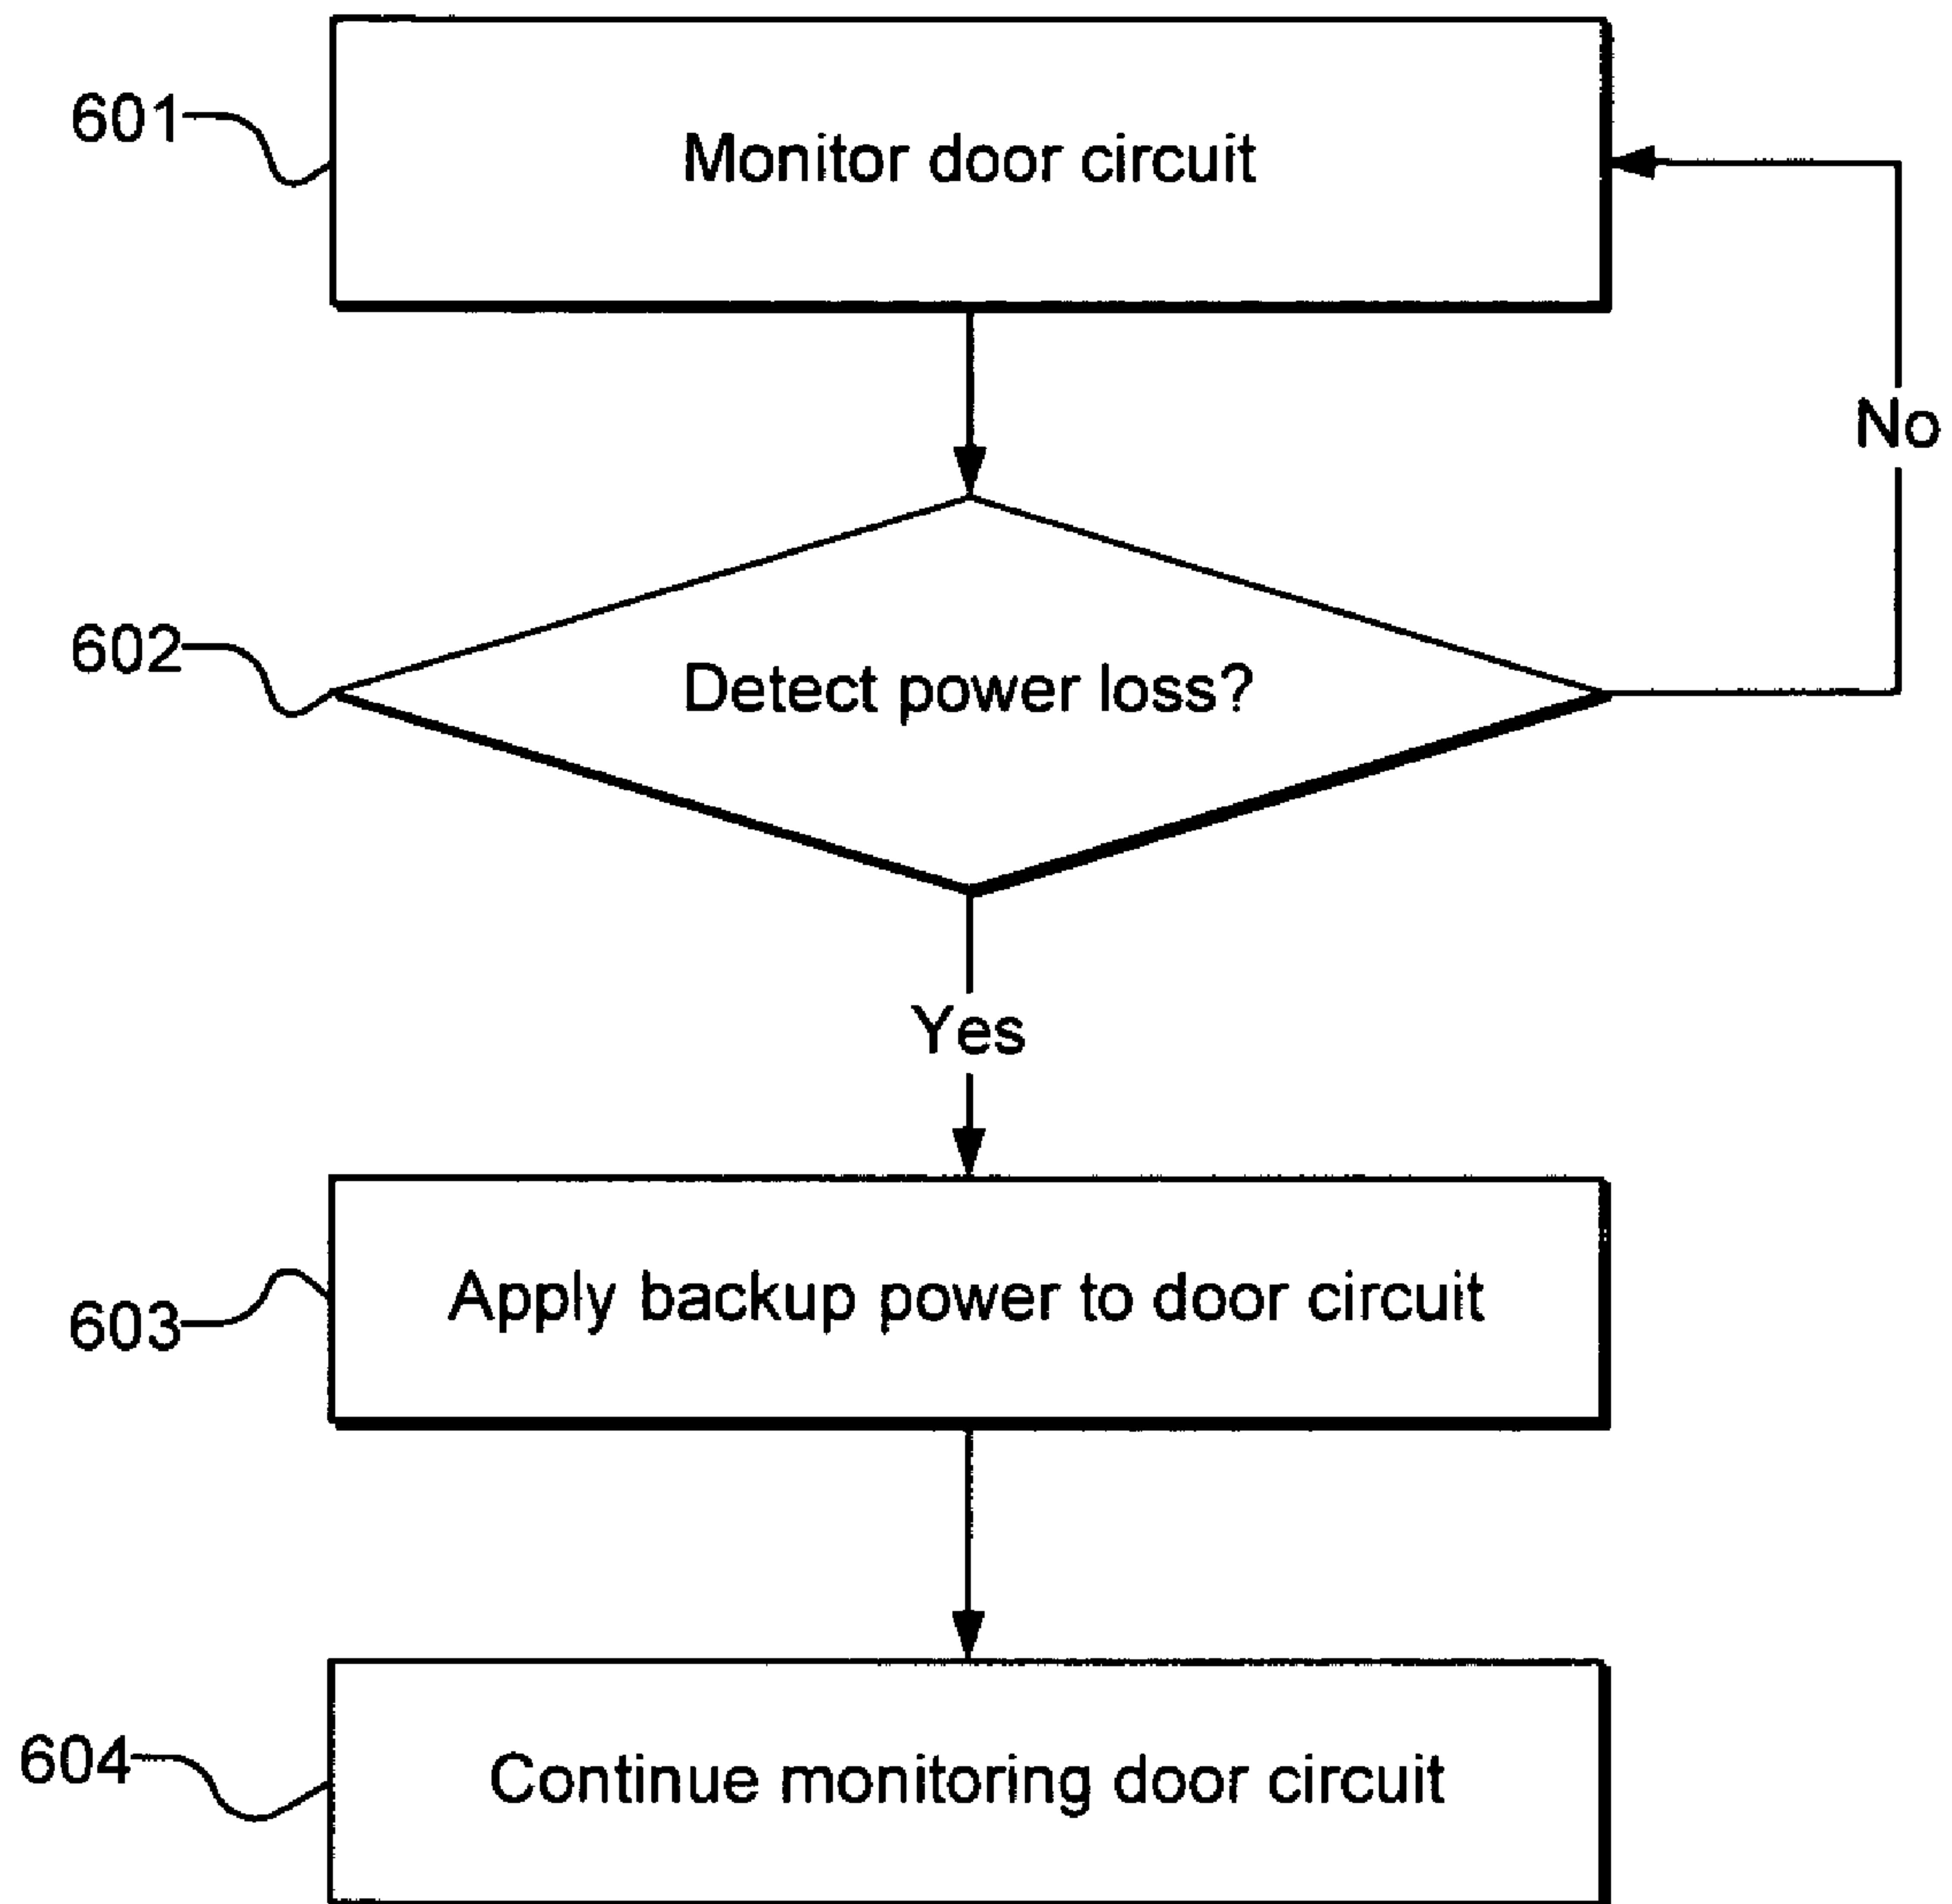 601
Monitor door circuit
No
602
Detect power loss?
Yes
603
Apply backup power to door circuit
604
Continue monitoring door circuit